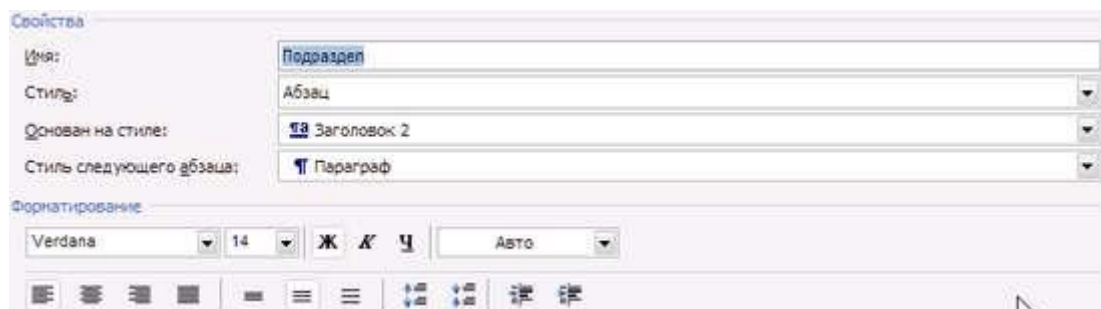 Свойства
Имя: Подраздел
Стиль: Абзац
Основан на стиле: ¶a Заголовок 2
Стиль следующего абзаца: ¶ Параграф
Форматирование
Verdana 14 Ж К Ч Авто